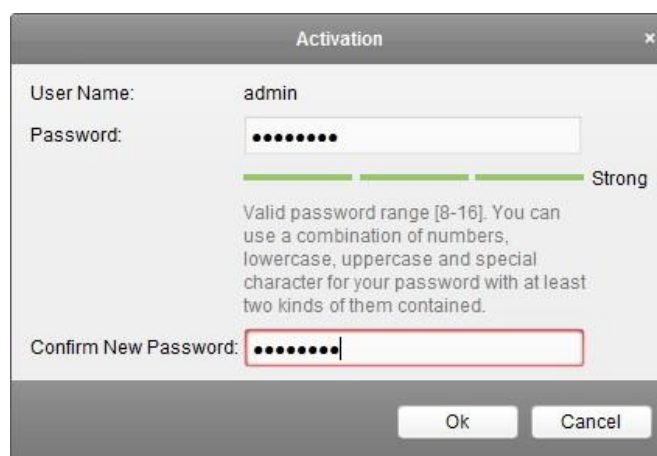 Activation ×
User Name: admin
Password: ••••••••
Strong
Valid password range [8-16]. You can
use a combination of numbers,
lowercase, uppercase and special
character for your password with at least
two kinds of them contained.
Confirm New Password: ••••••••
Ok Cancel